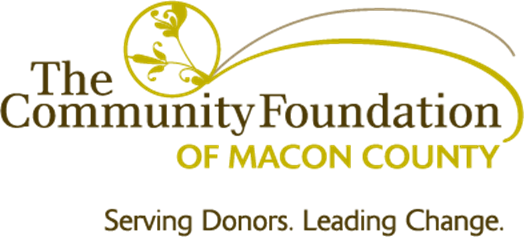 The
Community Foundation
OF MACON COUNTY
Serving Donors. Leading Change.